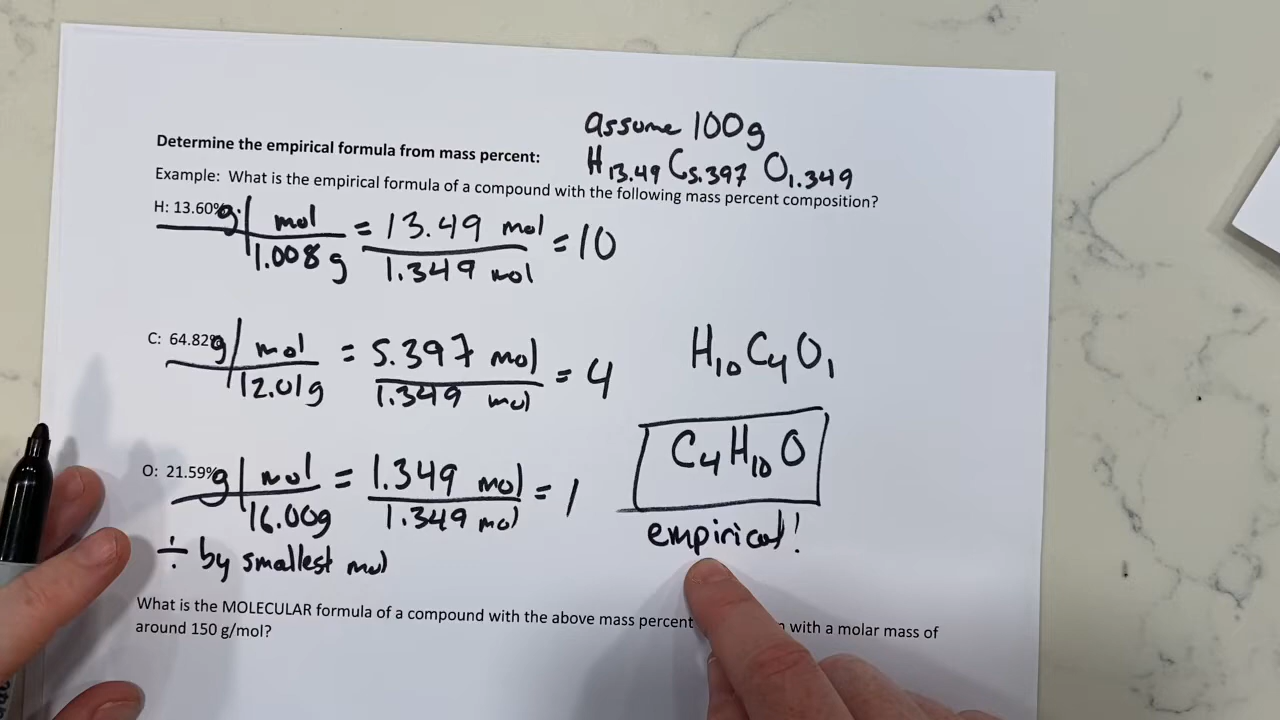 assume 100g
Determine the empirical formula from mass percent:
H13.49 C5.397 O1.349
Example: What is the empirical formula of a compound with the following mass percent composition?
H: 13.60% g | mol = 13.49 mol = 10
1.008 g 1.349 mol
C: 64.82% g | mol = 5.397 mol = 4
12.01g 1.349 mol
H10C4O1
O: 21.59% g | mol = 1.349 mol = 1
16.00g 1.349 mol
C4H10O
empirical!
÷ by smallest mol
What is the MOLECULAR formula of a compound with the above mass percent with a molar mass of
around 150 g/mol?